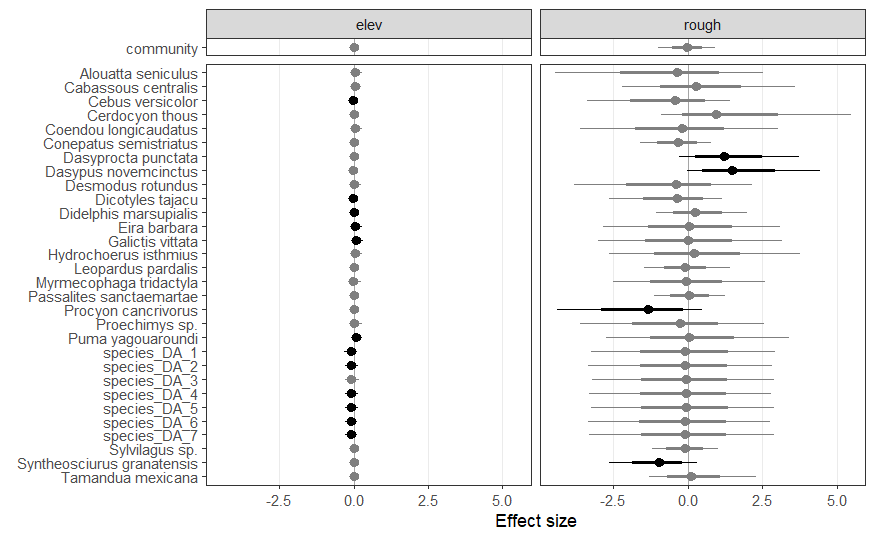 elev rough
community
Alouatta seniculus
Cabassous centralis
Cebus versicolor
Cerdocyon thous
Coendou longicaudatus
Conepatus semistriatus
Dasyprocta punctata
Dasypus novemcinctus
Desmodus rotundus
Dicotyles tajacu
Didelphis marsupialis
Eira barbara
Galictis vittata
Hydrochoerus isthmius
Leopardus pardalis
Myrmecophaga tridactyla
Passalites sanctaemartae
Procyon cancrivorus
Proechimys sp.
Puma yagouaroundi
species_DA_1
species_DA_2
species_DA_3
species_DA_4
species_DA_5
species_DA_6
species_DA_7
Sylvilagus sp.
Syntheosciurus granatensis
Tamandua mexicana
-2.5 0.0 2.5 5.0 -2.5 0.0 2.5 5.0
Effect size